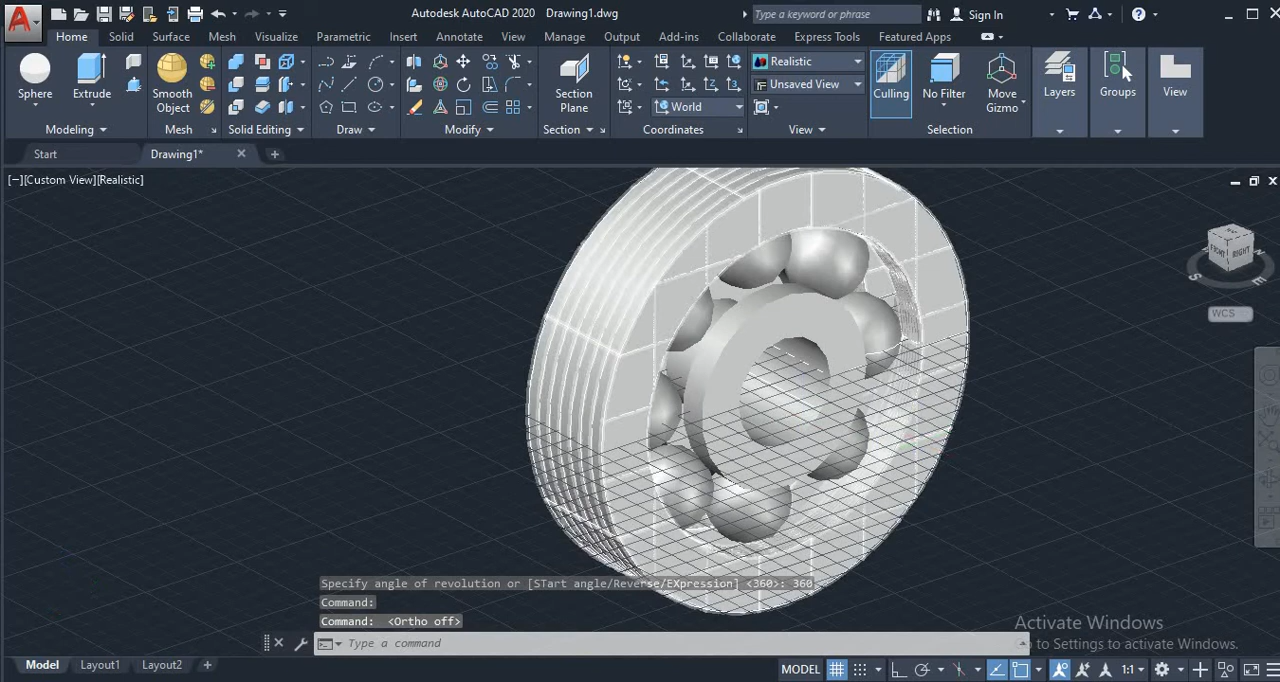 Autodesk AutoCAD 2020 Drawing1.dwg
Type a keyword or phrase
Sign In
Home Solid Surface Mesh Visualize Parametric Insert Annotate View Manage Output Add-ins Collaborate Express Tools Featured Apps
Sphere
Extrude
Smooth
Object
Section
Plane
World
Realistic
Unsaved View
Culling
No Filter
Move
Gizmo
Layers
Groups
View
Modeling
Mesh
Solid Editing
Draw
Modify
Section
Coordinates
View
Selection
Start
Drawing1*
[−][Custom View][Realistic]
FRONT
RIGHT
S
E
WCS
Specify angle of revolution or [STart angle/Reverse/EXpression] <360>: 360
Command:
Command: <Ortho off>
Type a command
Activate Windows
Go to Settings to activate Windows.
Model Layout1 Layout2
MODEL
1:1